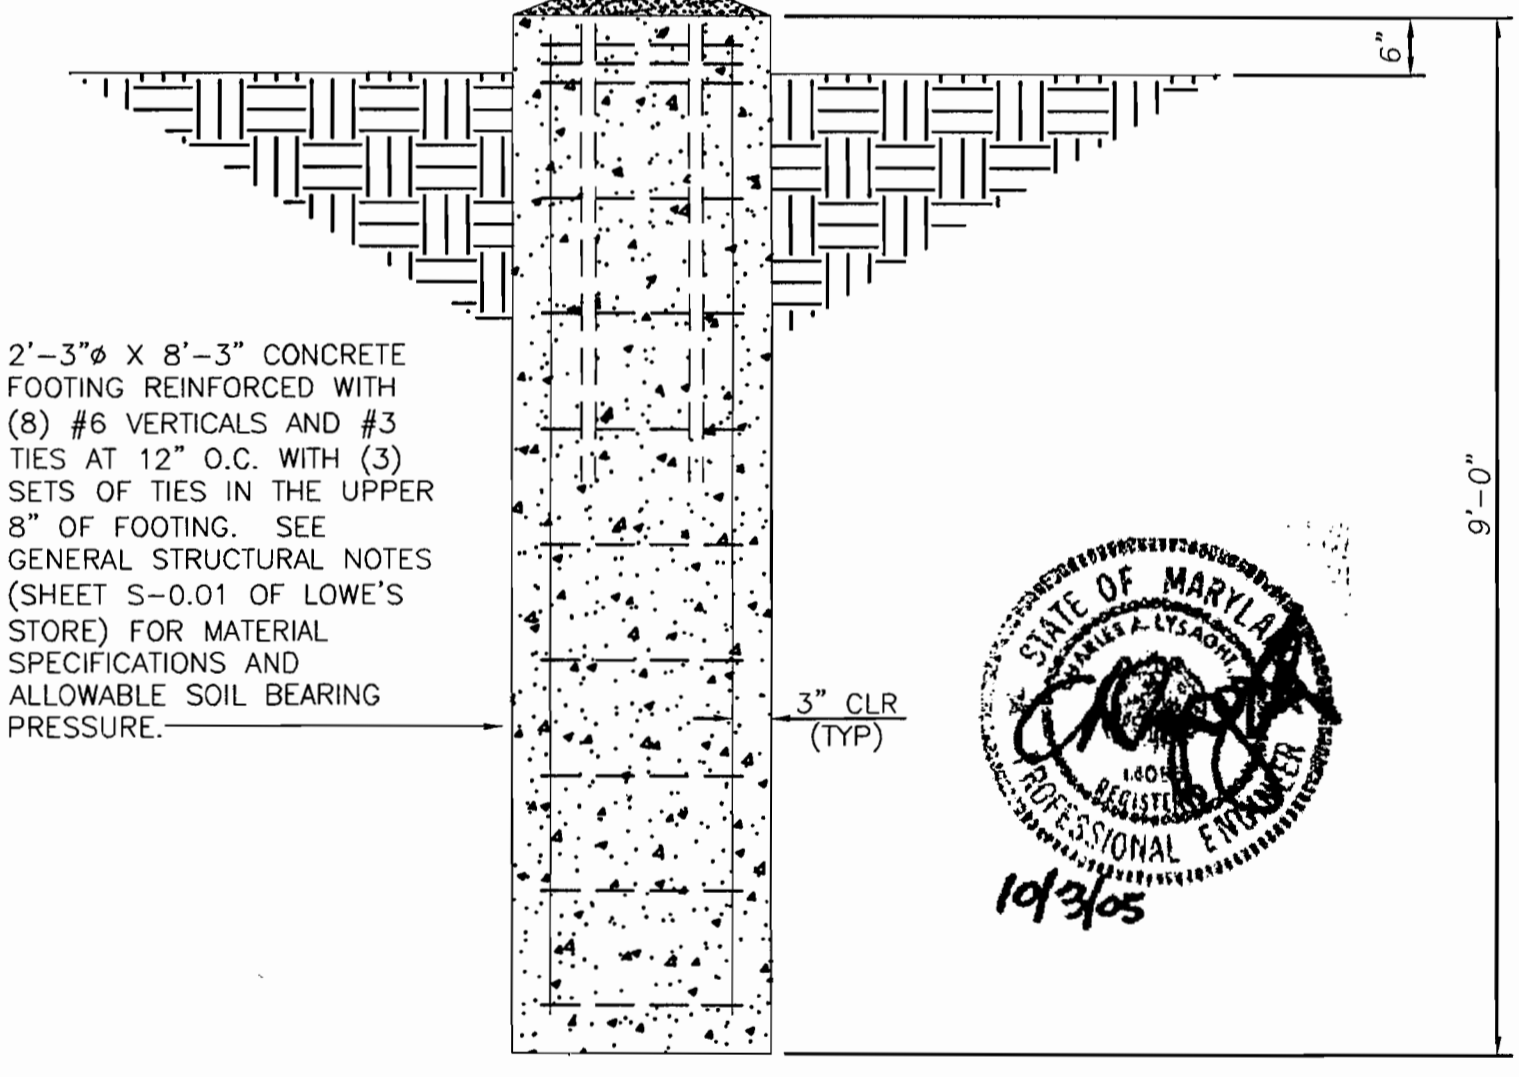 6"
2'-3"ø X 8'-3" CONCRETE
FOOTING REINFORCED WITH
(8) #6 VERTICALS AND #3
TIES AT 12" O.C. WITH (3)
SETS OF TIES IN THE UPPER
8" OF FOOTING. SEE
GENERAL STRUCTURAL NOTES
(SHEET S-0.01 OF LOWE'S
STORE) FOR MATERIAL
SPECIFICATIONS AND
ALLOWABLE SOIL BEARING
PRESSURE.
9'-0"
3" CLR
(TYP)
STATE OF
CHARLES A. LYSAGHT
PROFESSIONAL ENGINEER
10/3/05